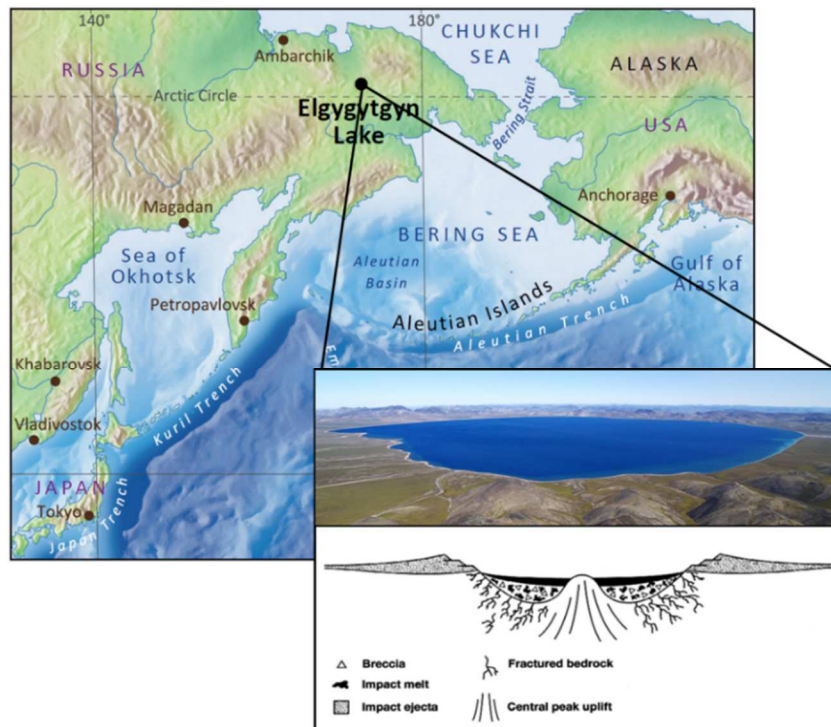 140°
180°
CHUKCHI
SEA
Ambarchik
RUSSIA
ALASKA
Arctic Circle
Elgygytgyn
Lake
Bering Strait
USA
Anchorage
Magadan
BERING SEA
Sea of
Okhotsk
Aleutian
Basin
Gulf of
Alaska
Petropavlovsk
Aleutian Islands
Aleutian Trench
Em
Khabarovsk
Kuril Trench
Vladivostok
JAPAN
Tokyo
Japan Trench
Breccia
Fractured bedrock
Impact melt
Impact ejecta
Central peak uplift